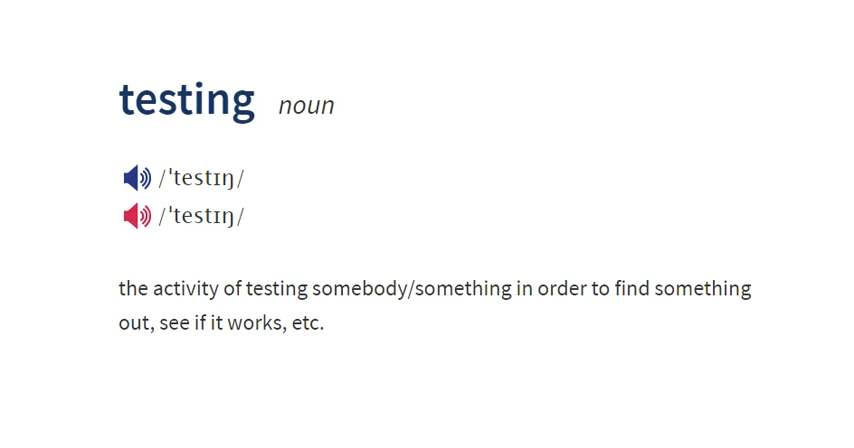 testing noun
/ˈtestɪŋ/
/ˈtestɪŋ/
the activity of testing somebody/something in order to find something
out, see if it works, etc.